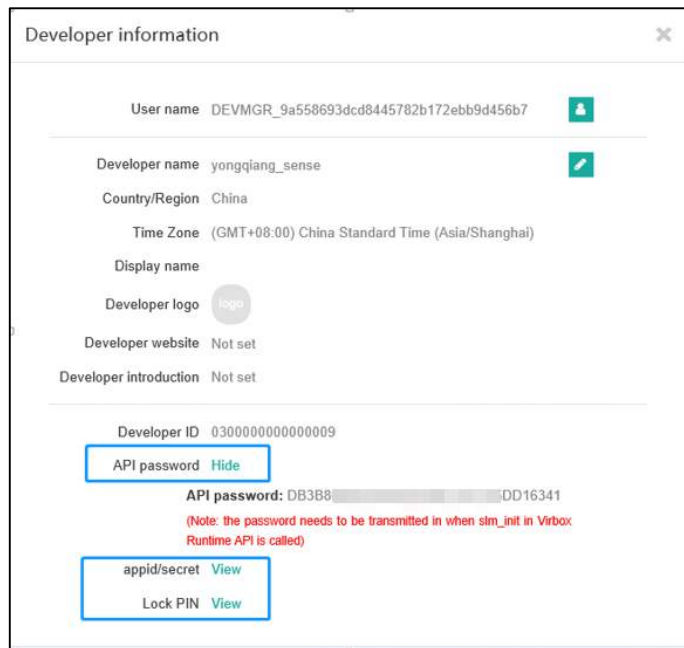 Developer information
User name DEVMGR_9a558693dcd8445782b172ebb9d456b7
Developer name yongqiang_sense
Country/Region China
Time Zone (GMT+08:00) China Standard Time (Asia/Shanghai)
Display name
Developer logo logo
Developer website Not set
Developer introduction Not set
Developer ID 0300000000000009
API password Hide
API password: DB3B8 DD16341
(Note: the password needs to be transmitted in when slm_init in Virbox
Runtime API is called)
appid/secret View
Lock PIN View